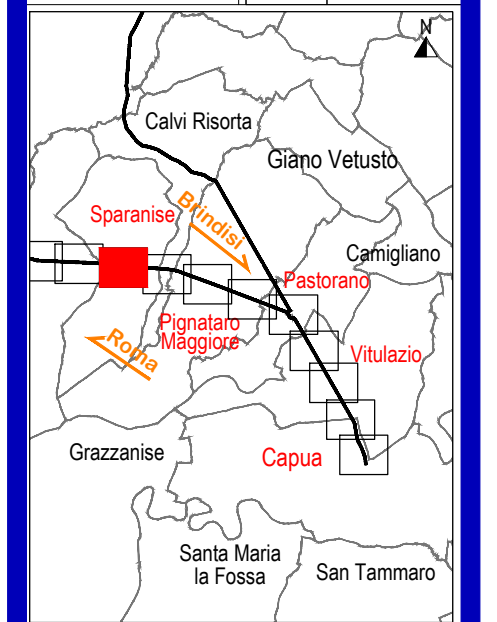 N
Calvi Risorta
Giano Vetusto
Sparanise
Brindisi
Camigliano
Pastorano
Pignataro
Maggiore
Roma
Vitulazio
Grazzanise
Capua
Santa Maria
la Fossa
San Tammaro